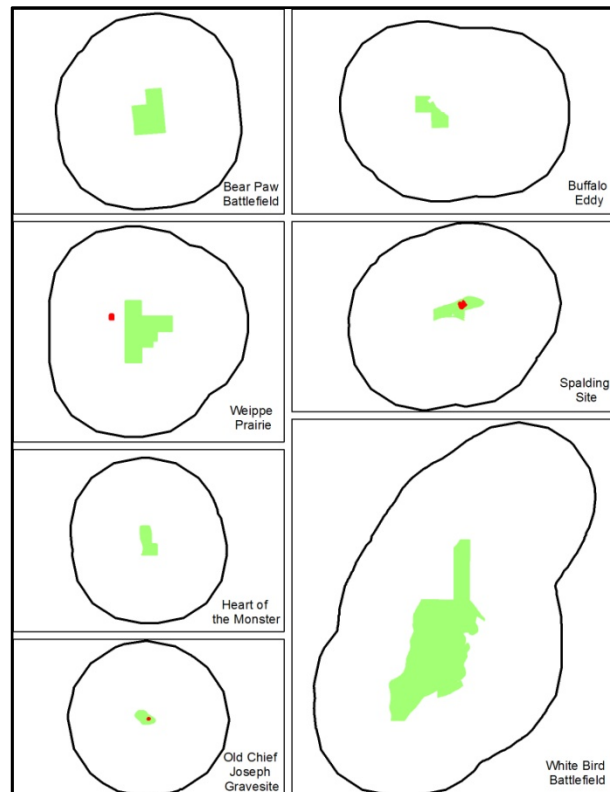 Bear Paw
Battlefield
Buffalo
Eddy
Weippe
Prairie
Spalding
Site
Heart of
the Monster
Old Chief
Joseph
Gravesite
White Bird
Battlefield